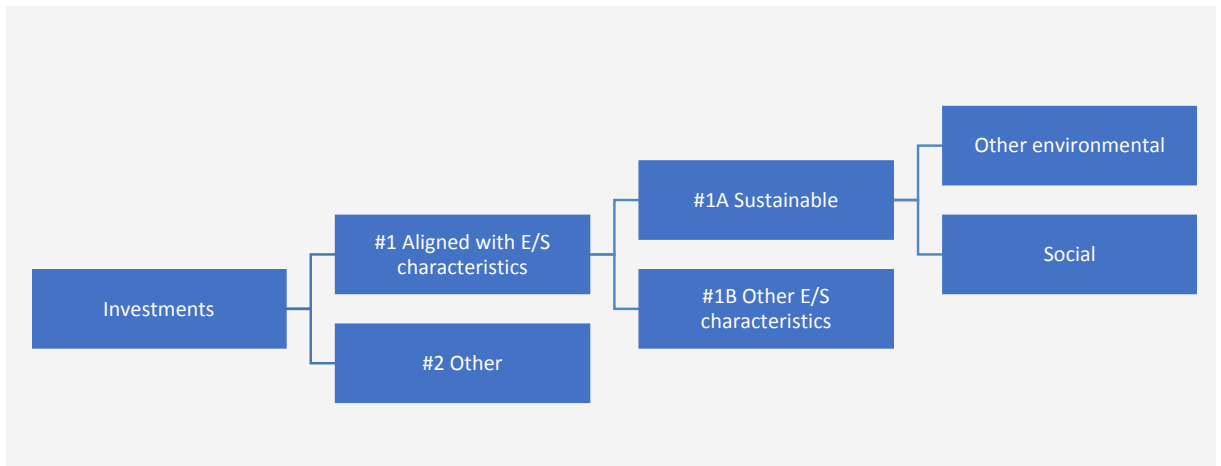 Investments
#1 Aligned with E/S
characteristics
#2 Other
#1A Sustainable
#1B Other E/S
characteristics
Other environmental
Social